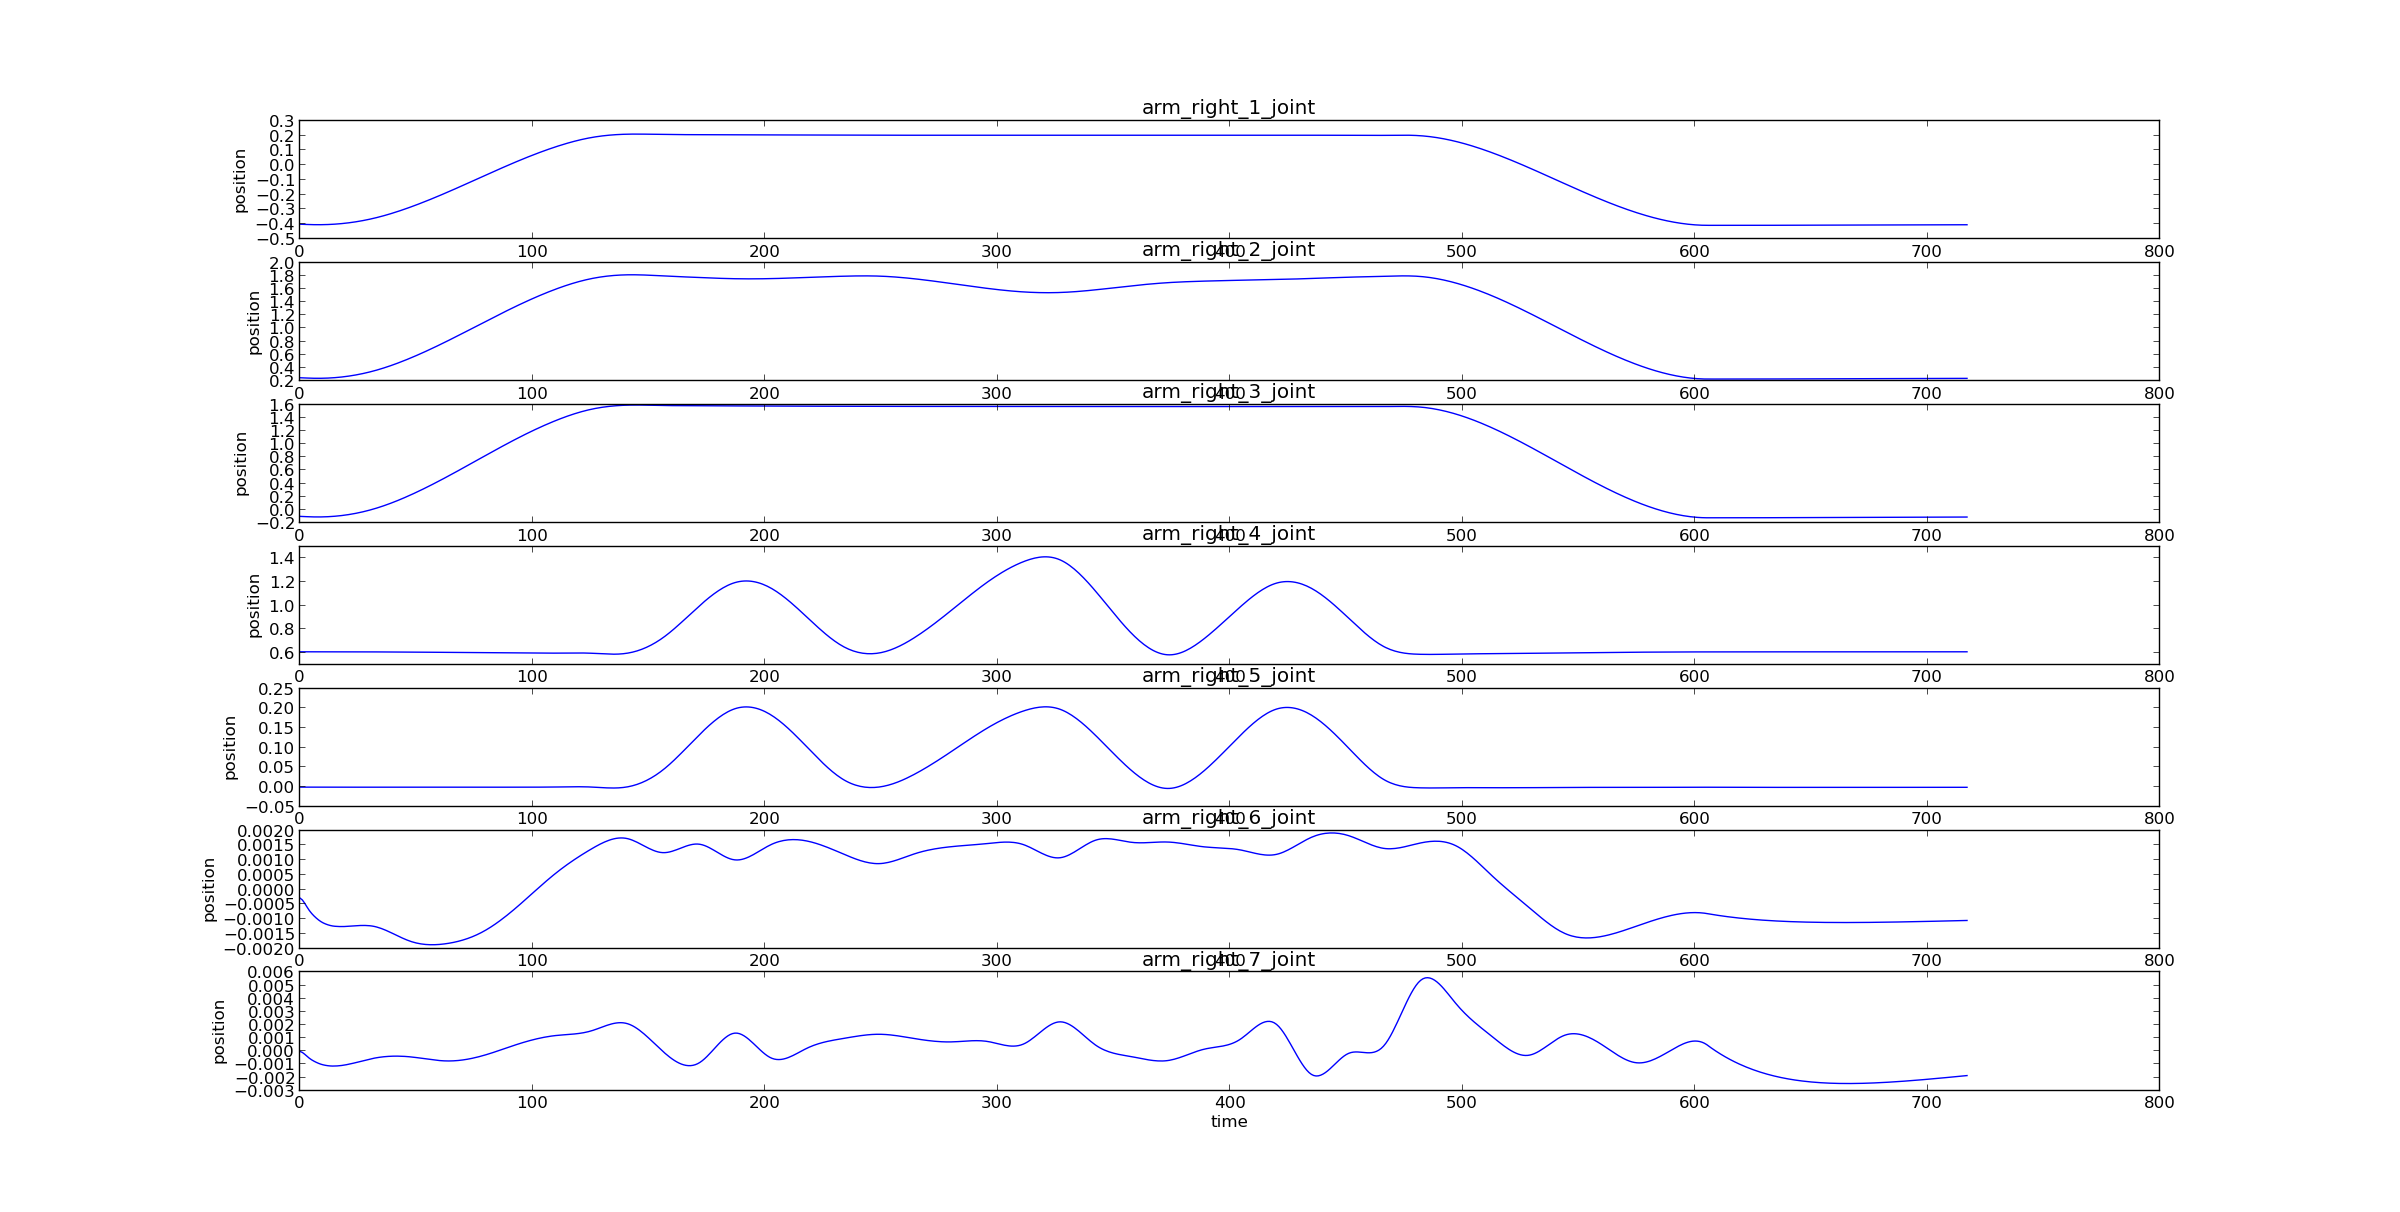 arm_right_1_joint
0.3
0.2
0.1
0.0
−0.1
−0.2
−0.3
−0.4
−0.5
position
0 100 200 300 400 500 600 700 800
arm_right_2_joint
2.0
1.8
1.6
1.4
1.2
1.0
0.8
0.6
0.4
0.2
position
0 100 200 300 400 500 600 700 800
arm_right_3_joint
1.6
1.4
1.2
1.0
0.8
0.6
0.4
0.2
0.0
−0.2
position
0 100 200 300 400 500 600 700 800
arm_right_4_joint
1.4
1.2
1.0
0.8
0.6
position
0 100 200 300 400 500 600 700 800
arm_right_5_joint
0.25
0.20
0.15
0.10
0.05
0.00
−0.05
position
0 100 200 300 400 500 600 700 800
arm_right_6_joint
0.0020
0.0015
0.0010
0.0005
0.0000
−0.0005
−0.0010
−0.0015
−0.0020
position
0 100 200 300 400 500 600 700 800
arm_right_7_joint
0.006
0.005
0.004
0.003
0.002
0.001
0.000
−0.001
−0.002
−0.003
position
0 100 200 300 400 500 600 700 800
time